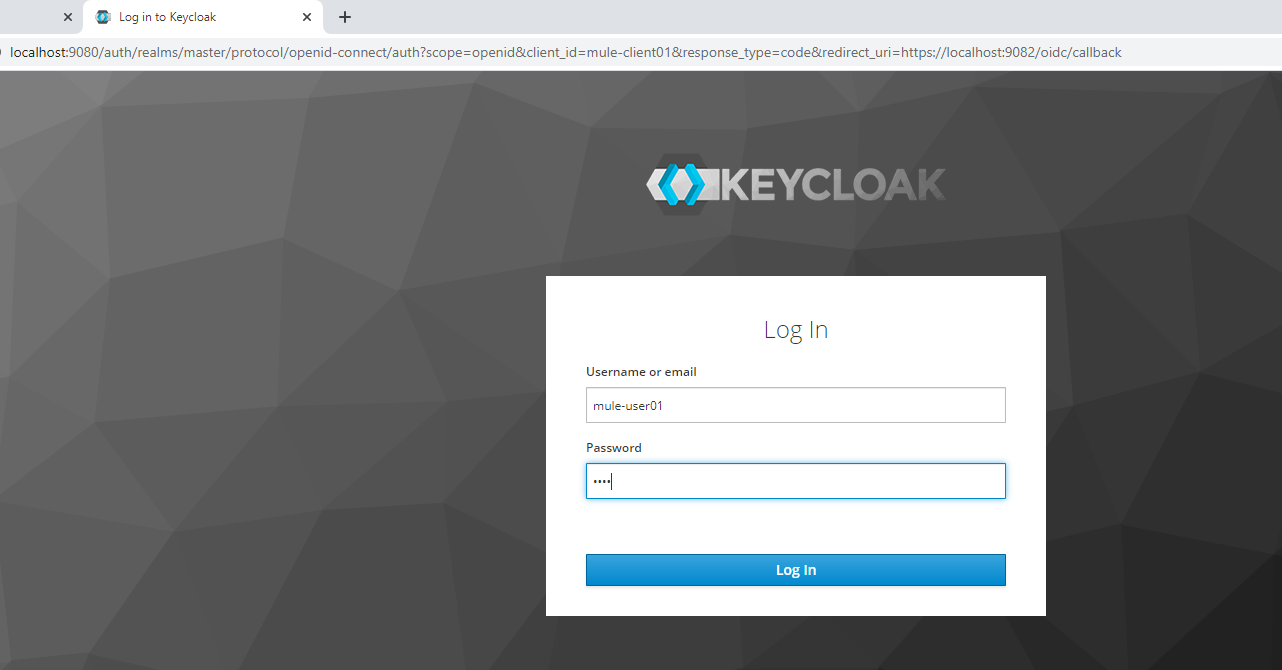 Log in to Keycloak
localhost:9080/auth/realms/master/protocol/openid-connect/auth?scope=openid&client_id=mule-client01&response_type=code&redirect_uri=https://localhost:9082/oidc/callback
KEYCLOAK
Log In
Username or email
mule-user01
Password
••••
Log In